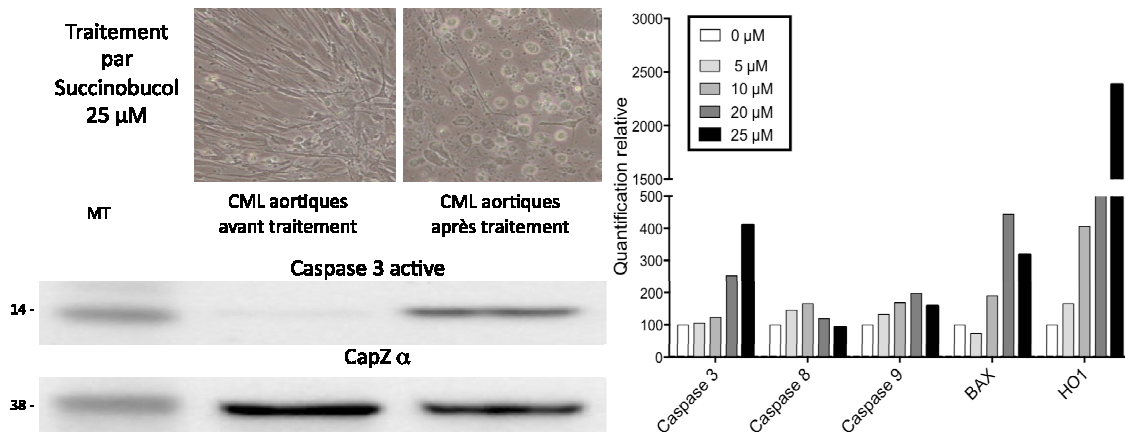 Traitement
par
Succinobucol
25 µM
MT
CML aortiques
avant traitement
CML aortiques
après traitement
Caspase 3 active
14 -
CapZ α
38 -
Quantification relative
3000
2500
2000
1500
500
400
300
200
100
0
0 µM
5 µM
10 µM
20 µM
25 µM
Caspase 3
Caspase 8
Caspase 9
BAX
HO1